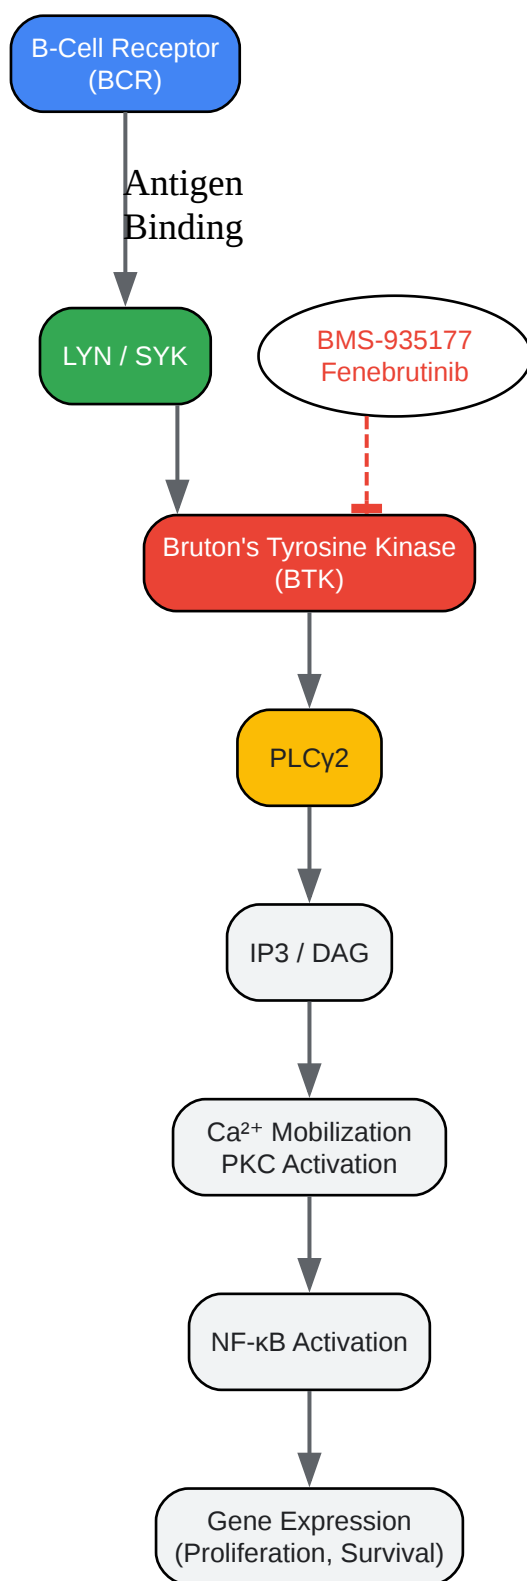 B-Cell Receptor
(BCR)
Antigen
Binding
LYN / SYK
BMS-935177
Fenebrutinib
Bruton's Tyrosine Kinase
(BTK)
PLCγ2
IP3 / DAG
Ca²⁺ Mobilization
PKC Activation
NF-κB Activation
Gene Expression
(Proliferation, Survival)